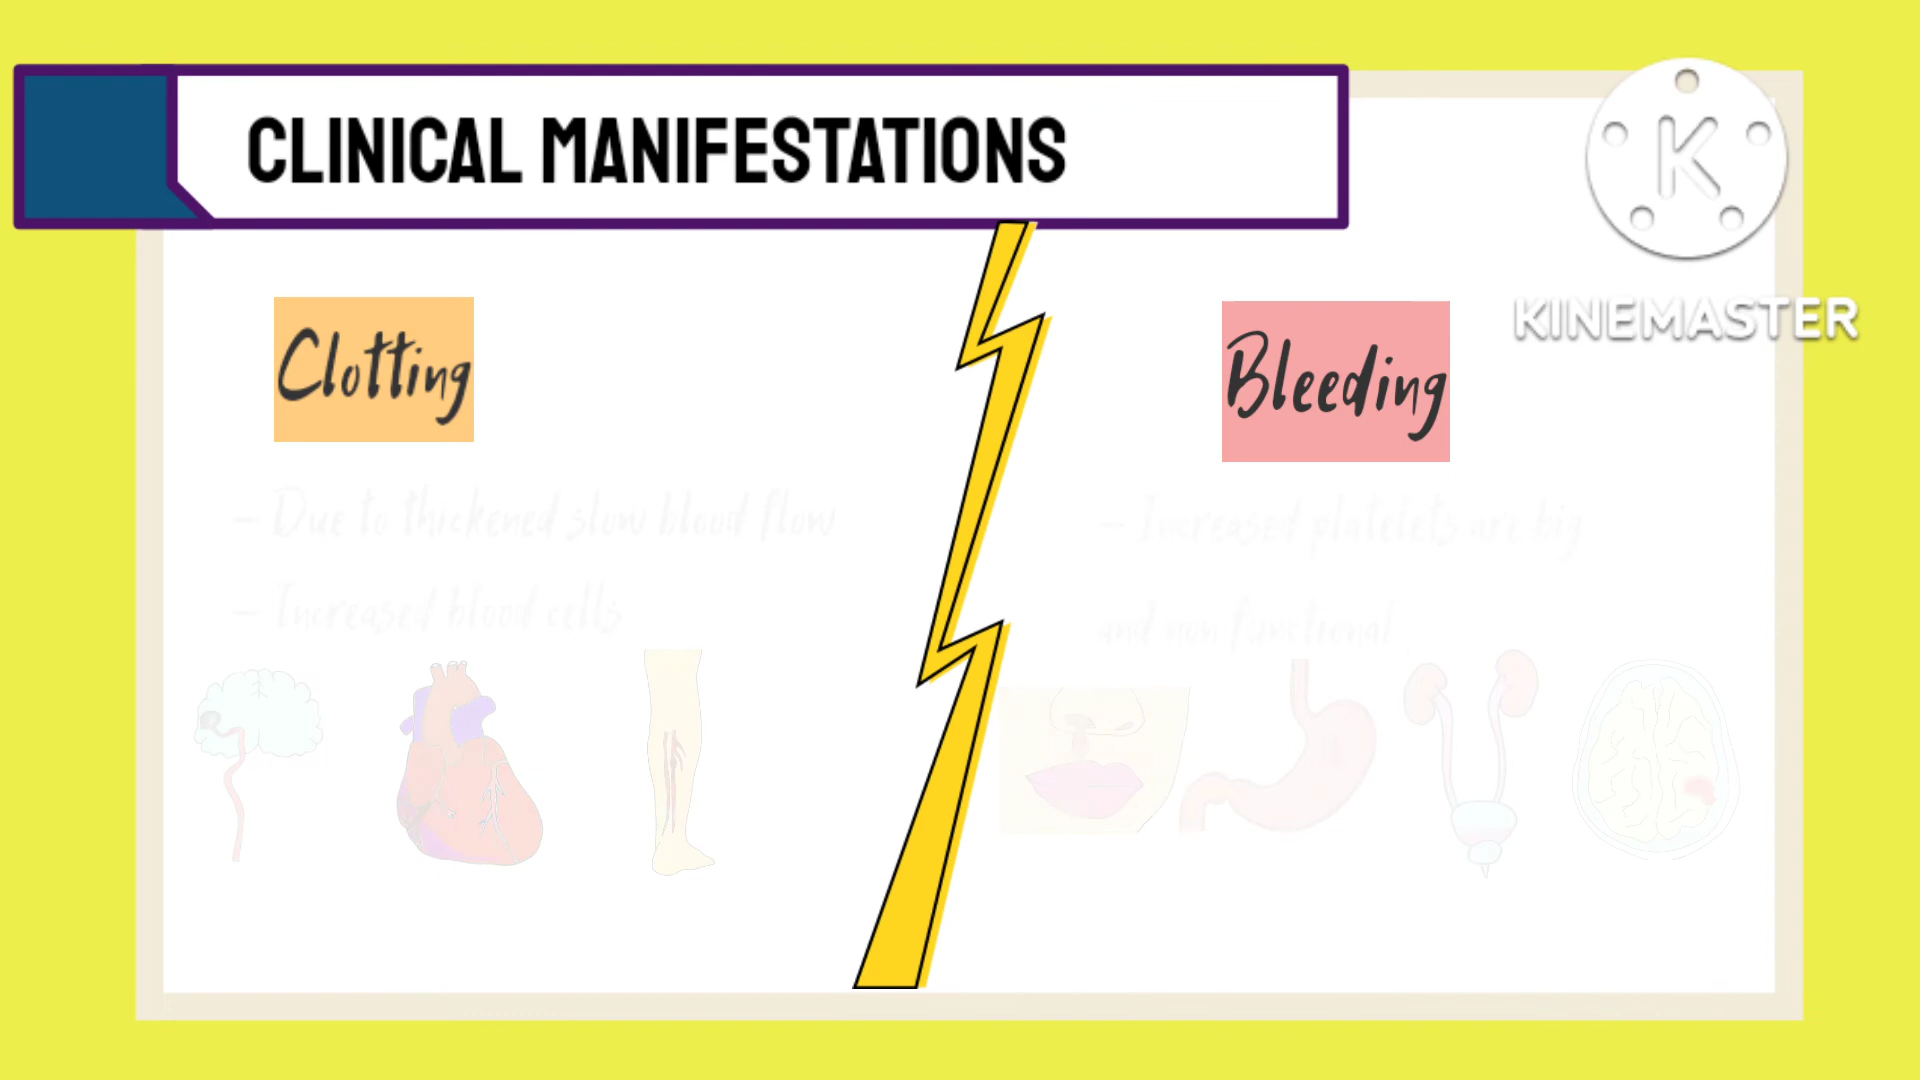 CLINICAL MANIFESTATIONS
K
KINEMASTER
Clotting
Bleeding
- Due to thickened slow blood flow
- Increased blood cells
- Increased platelets are big
and non functional